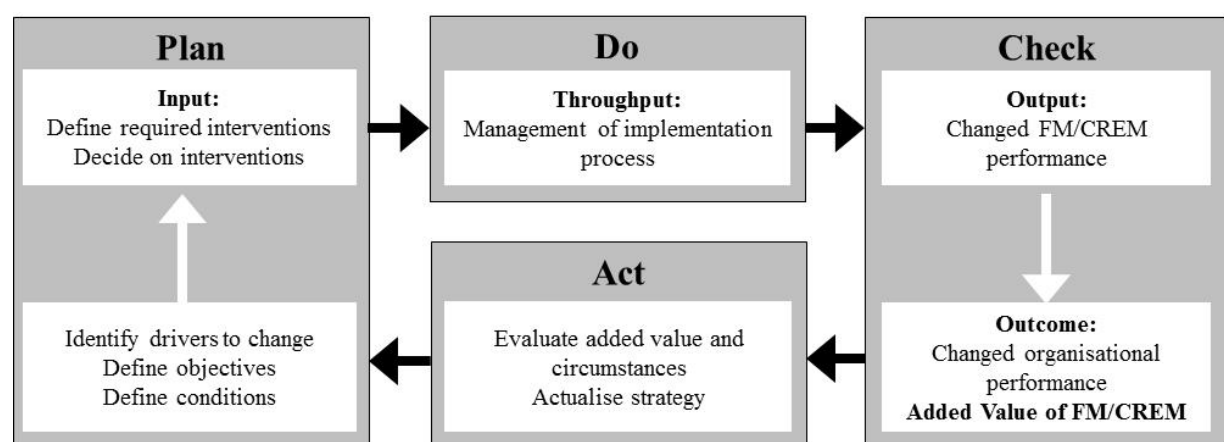 Plan
Input:
Define required interventions
Decide on interventions
Identify drivers to change
Define objectives
Define conditions
Do
Throughput:
Management of implementation
process
Check
Output:
Changed FM/CREM
performance
Outcome:
Changed organisational
performance
Added Value of FM/CREM
Act
Evaluate added value and
circumstances
Actualise strategy